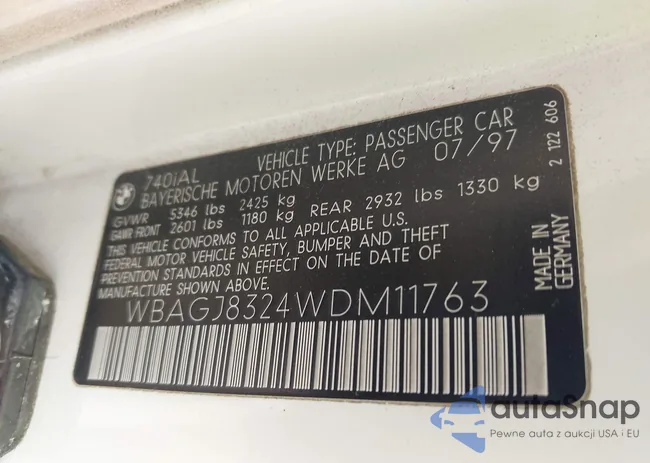 740iAL VEHICLE TYPE: PASSENGER CAR
BAYERISCHE MOTOREN WERKE AG 07/97
GVWR 5346 lbs 2425 kg
GAWR FRONT 2601 lbs 1180 kg REAR 2932 lbs 1330 kg
THIS VEHICLE CONFORMS TO ALL APPLICABLE U.S.
FEDERAL MOTOR VEHICLE SAFETY, BUMPER AND THEFT
PREVENTION STANDARDS IN EFFECT ON THE DATE OF
MANUFACTURE SHOWN ABOVE.
WBAGJ8324WDM11763
MADE IN
GERMANY
2 122 606
autaSnap
Pewne auta z aukcji USA i EU